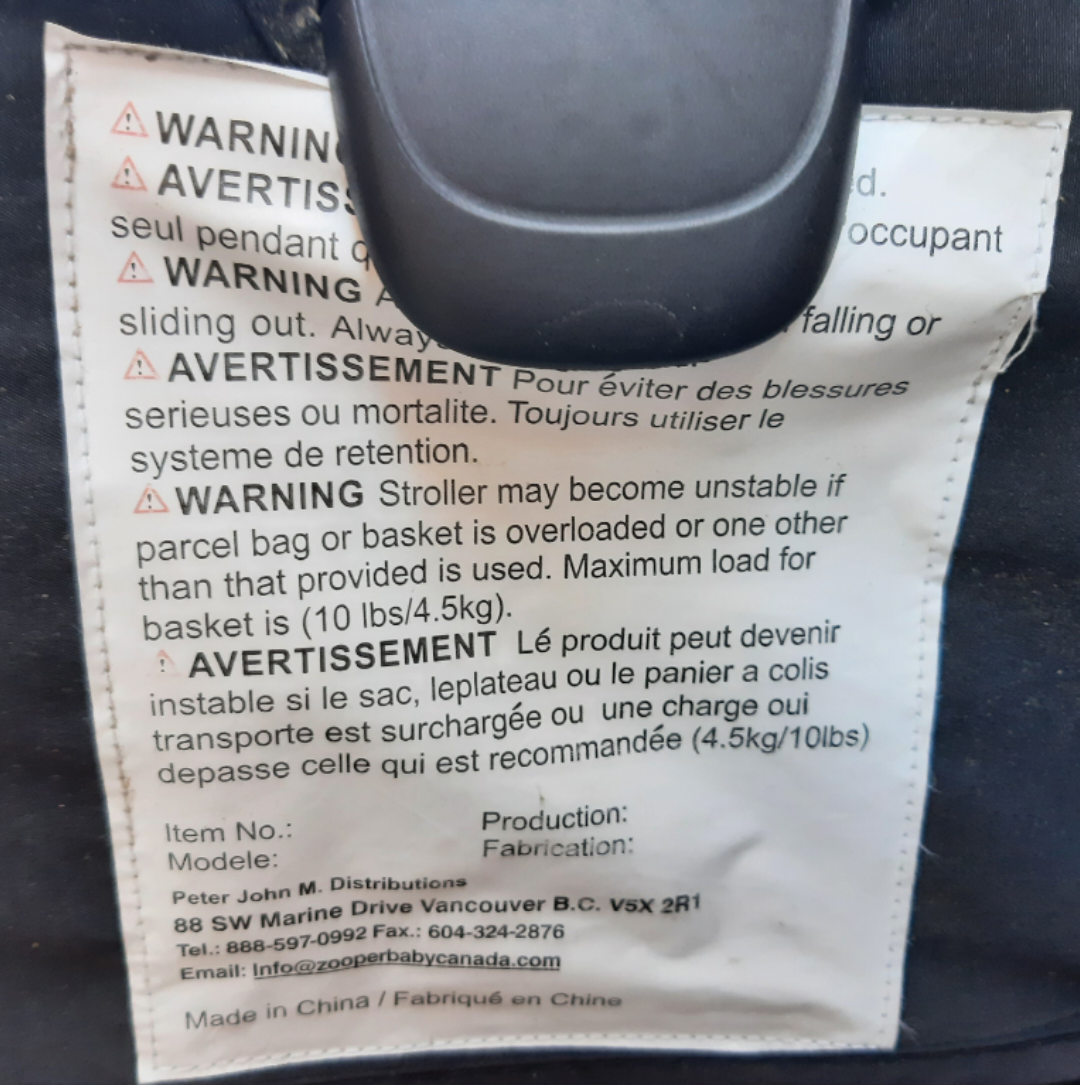 ⚠ WARNING
⚠ AVERTISS d.
seul pendant occupant
⚠ WARNING
sliding out. Always falling or
⚠ AVERTISSEMENT Pour éviter des blessures
serieuses ou mortalite. Toujours utiliser le
systeme de retention.
⚠ WARNING Stroller may become unstable if
parcel bag or basket is overloaded or one other
than that provided is used. Maximum load for
basket is (10 lbs/4.5kg).
⚠ AVERTISSEMENT Lé produit peut devenir
instable si le sac, leplateau ou le panier a colis
transporte est surchargée ou une charge oui
depasse celle qui est recommandée (4.5kg/10lbs)
Item No.: Production:
Modele: Fabrication:
Peter John M. Distributions
88 SW Marine Drive Vancouver B.C. V5X 2R1
Tel.: 888-597-0992 Fax.: 604-324-2876
Email: Info@zooperbabycanada.com
Made in China / Fabriqué en Chine